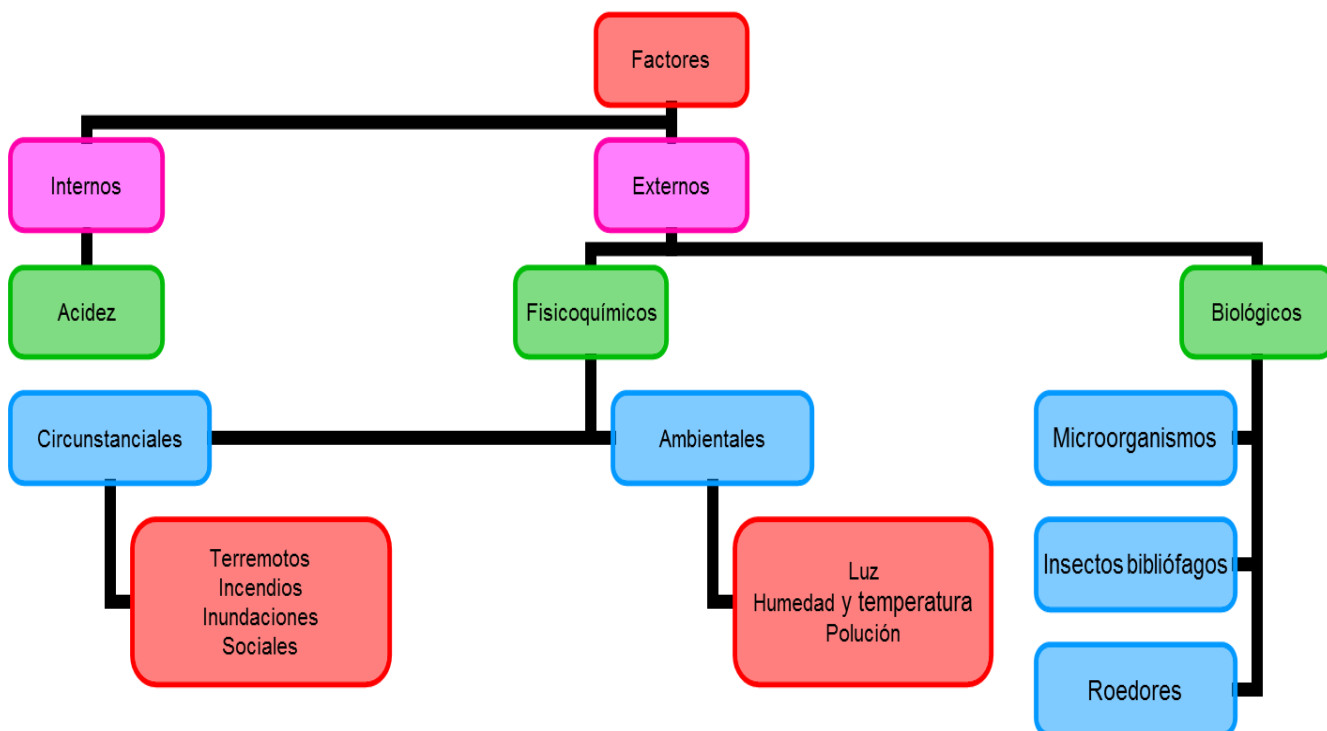 Factores
Internos
Externos
Acidez
Fisicoquímicos
Biológicos
Circunstanciales
Ambientales
Microorganismos
Terremotos
Incendios
Inundaciones
Sociales
Luz
Humedad y temperatura
Polución
Insectos bibliófagos
Roedores